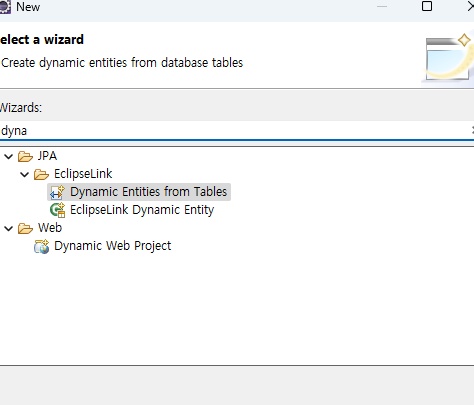 New
elect a wizard
Create dynamic entities from database tables
Wizards:
dyna
JPA
EclipseLink
Dynamic Entities from Tables
EclipseLink Dynamic Entity
Web
Dynamic Web Project